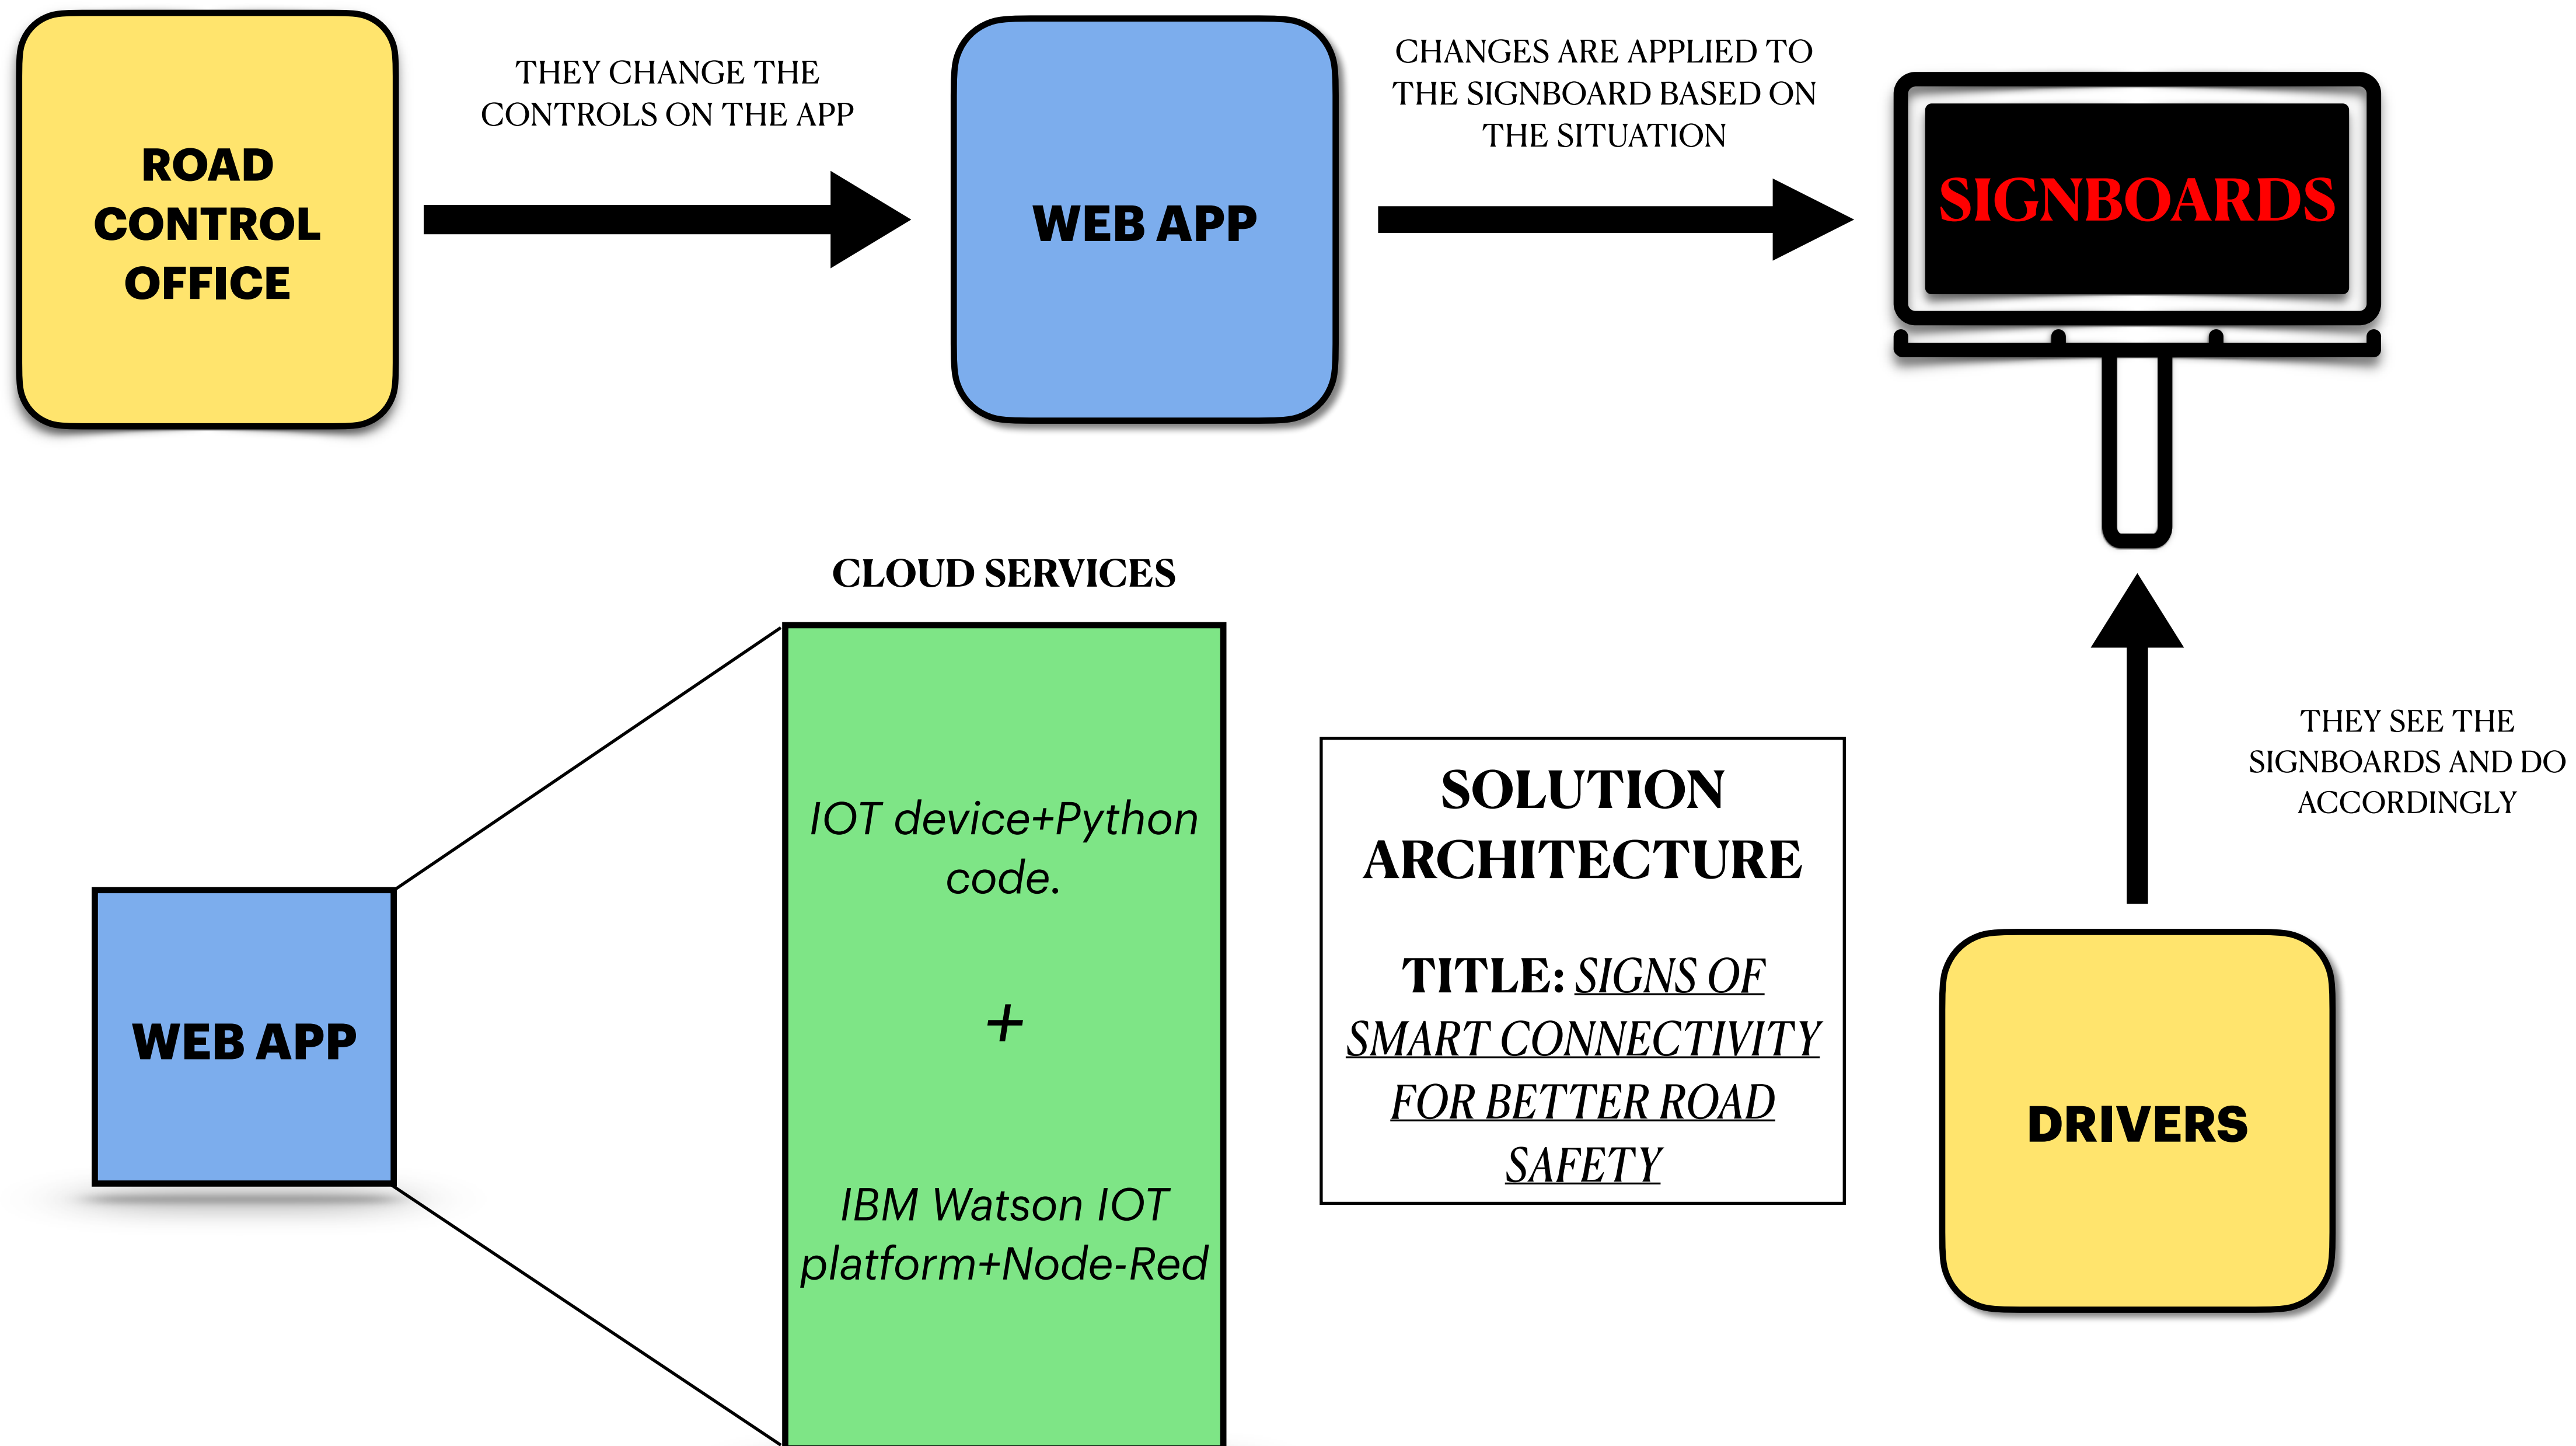 ROAD
CONTROL
OFFICE
THEY CHANGE THE
CONTROLS ON THE APP
WEB APP
CHANGES ARE APPLIED TO
THE SIGNBOARD BASED ON
THE SITUATION
SIGNBOARDS
CLOUD SERVICES
WEB APP
IOT device+Python
code.
+
IBM Watson IOT
platform+Node-Red
SOLUTION
ARCHITECTURE
TITLE: SIGNS OF
SMART CONNECTIVITY
FOR BETTER ROAD
SAFETY
THEY SEE THE
SIGNBOARDS AND DO
ACCORDINGLY
DRIVERS